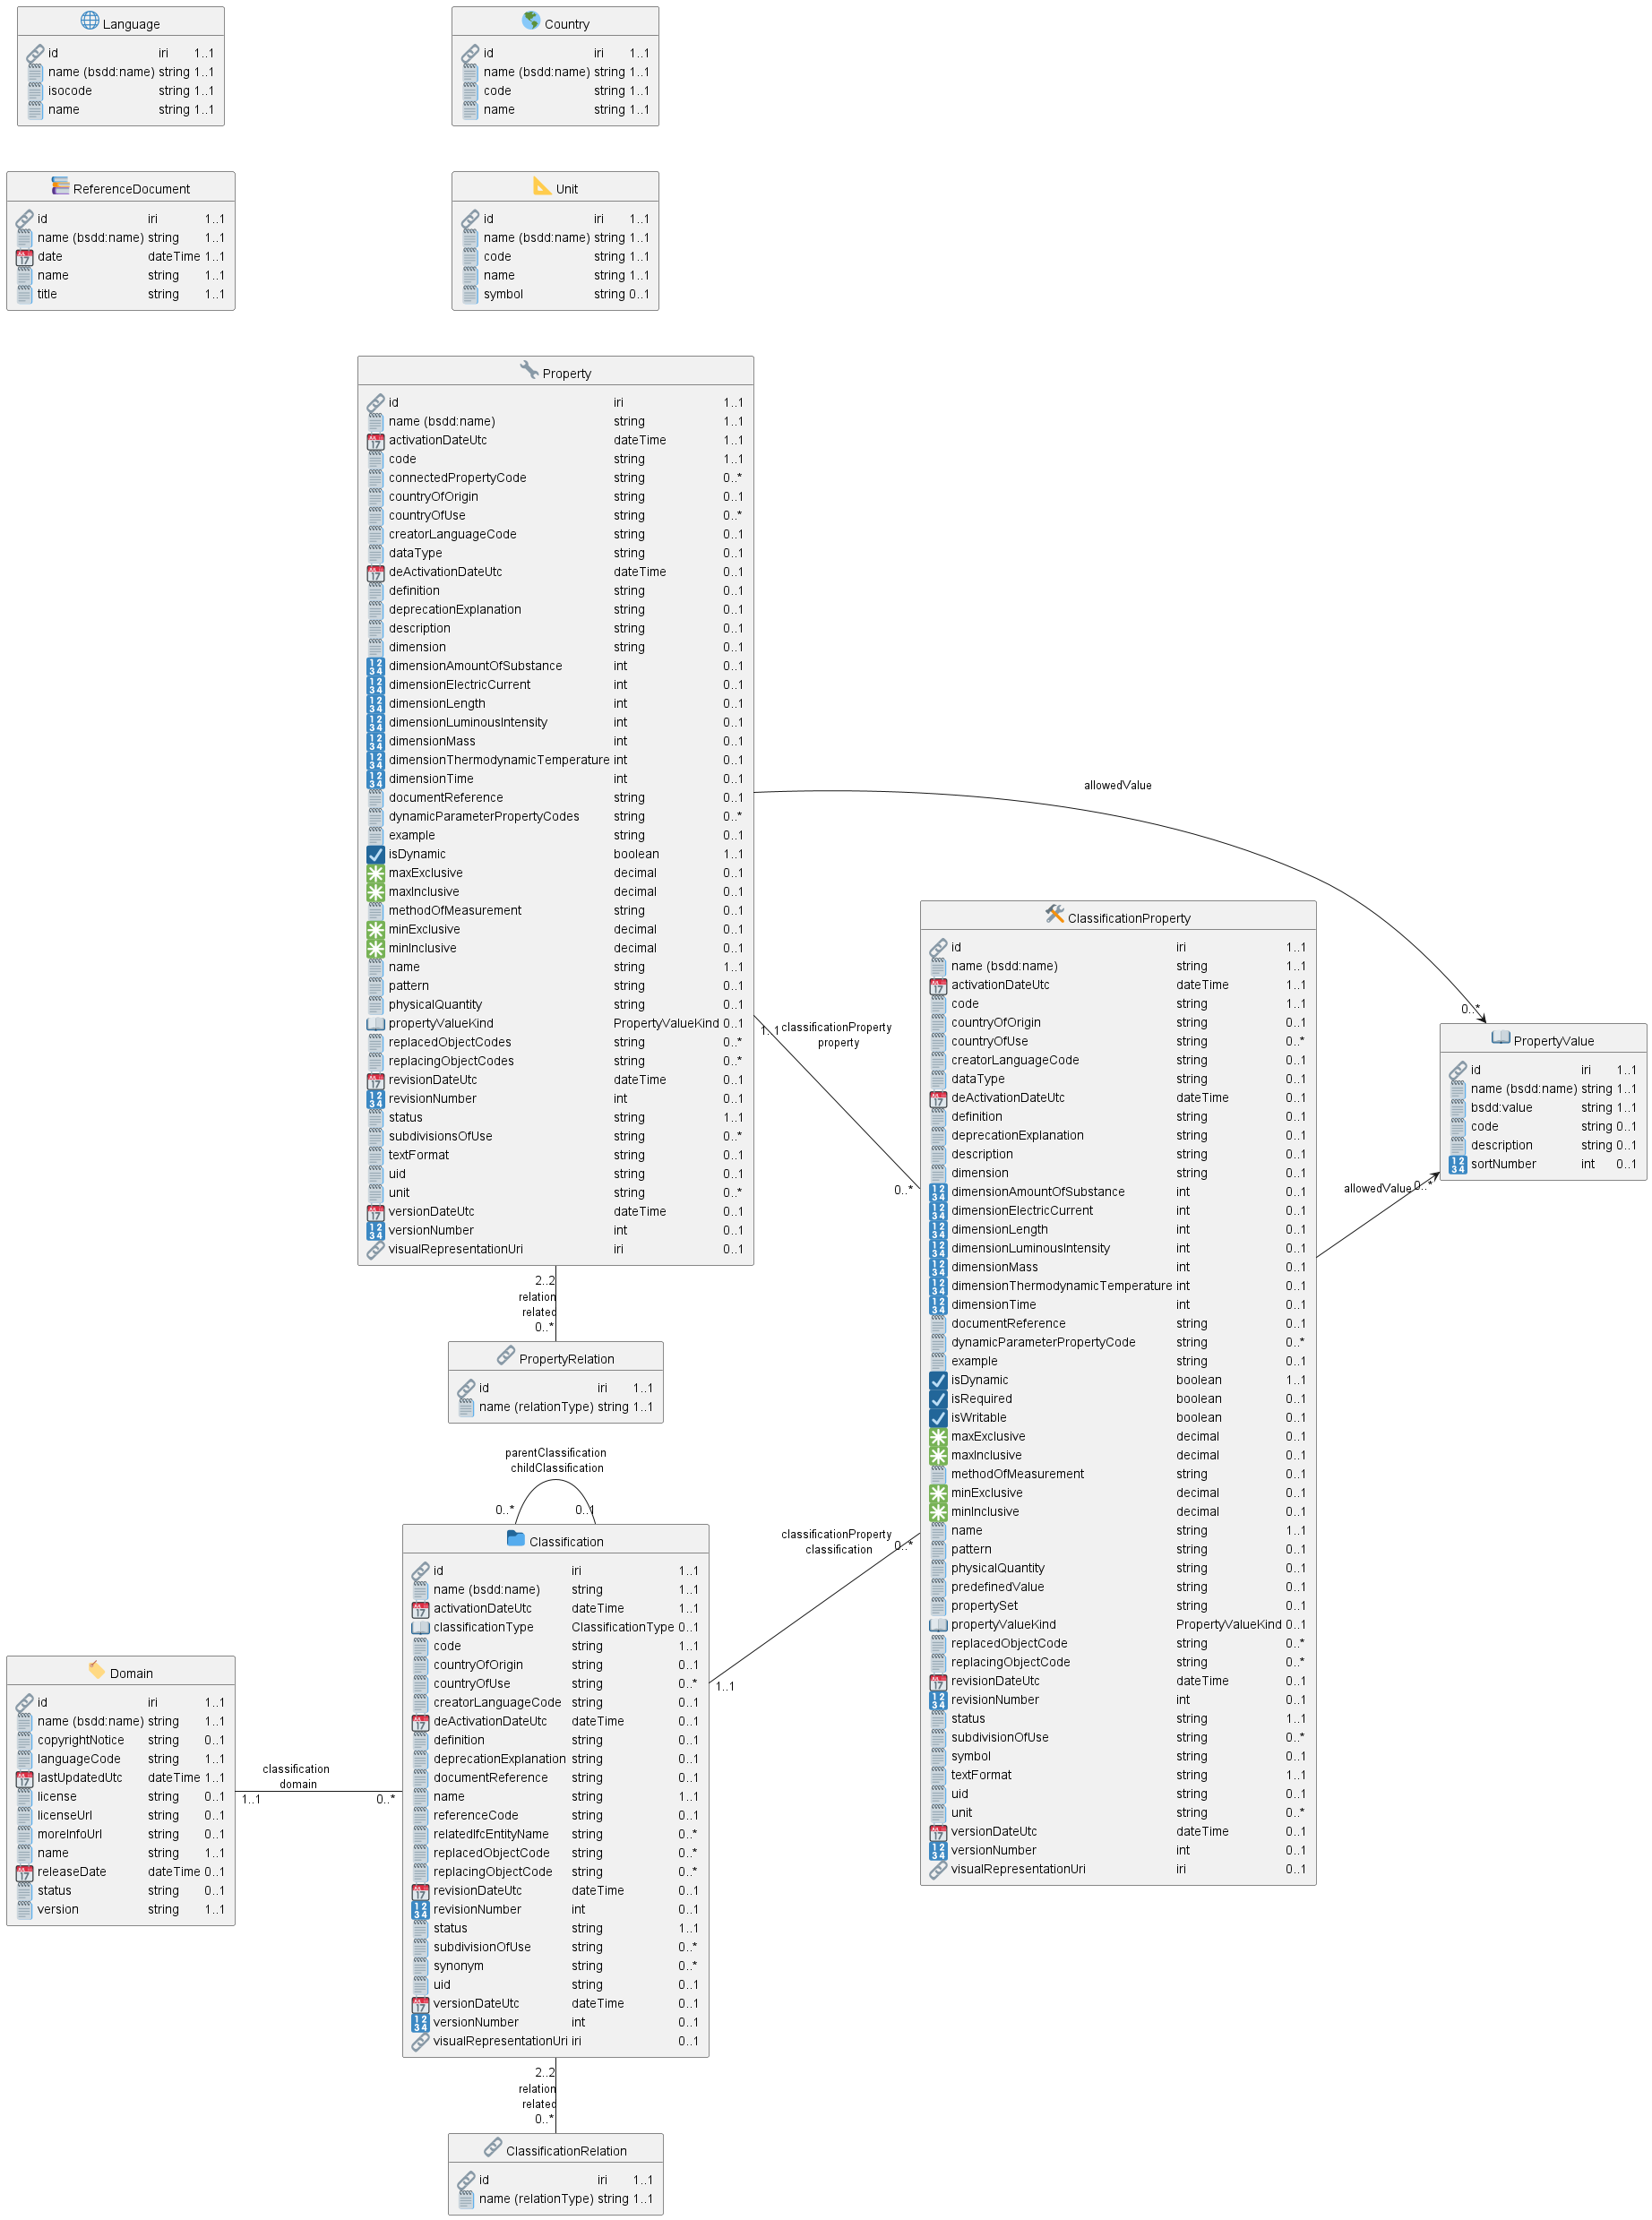 Language
id iri 1..1
name (bsdd:name) string 1..1
isocode string 1..1
name string 1..1
Country
id iri 1..1
name (bsdd:name) string 1..1
code string 1..1
name string 1..1
ReferenceDocument
id iri 1..1
name (bsdd:name) string 1..1
date dateTime 1..1
name string 1..1
title string 1..1
Unit
id iri 1..1
name (bsdd:name) string 1..1
code string 1..1
name string 1..1
symbol string 0..1
Property
id iri 1..1
name (bsdd:name) string 1..1
activationDateUtc dateTime 1..1
code string 1..1
connectedPropertyCode string 0..*
countryOfOrigin string 0..1
countryOfUse string 0..*
creatorLanguageCode string 0..1
dataType string 0..1
deActivationDateUtc dateTime 0..1
definition string 0..1
deprecationExplanation string 0..1
description string 0..1
dimension string 0..1
dimensionAmountOfSubstance int 0..1
dimensionElectricCurrent int 0..1
dimensionLength int 0..1
dimensionLuminousIntensity int 0..1
dimensionMass int 0..1
dimensionThermodynamicTemperature int 0..1
dimensionTime int 0..1
documentReference string 0..1
dynamicParameterPropertyCodes string 0..*
example string 0..1
isDynamic boolean 1..1
maxExclusive decimal 0..1
maxInclusive decimal 0..1
methodOfMeasurement string 0..1
minExclusive decimal 0..1
minInclusive decimal 0..1
name string 1..1
pattern string 0..1
physicalQuantity string 0..1
propertyValueKind PropertyValueKind 0..1
replacedObjectCodes string 0..*
replacingObjectCodes string 0..*
revisionDateUtc dateTime 0..1
revisionNumber int 0..1
status string 1..1
subdivisionsOfUse string 0..*
textFormat string 0..1
uid string 0..1
unit string 0..*
versionDateUtc dateTime 0..1
versionNumber int 0..1
visualRepresentationUri iri 0..1
allowedValue
0..*
1..1
classificationProperty
property
0..*
ClassificationProperty
id iri 1..1
name (bsdd:name) string 1..1
activationDateUtc dateTime 1..1
code string 1..1
countryOfOrigin string 0..1
countryOfUse string 0..*
creatorLanguageCode string 0..1
dataType string 0..1
deActivationDateUtc dateTime 0..1
definition string 0..1
deprecationExplanation string 0..1
description string 0..1
dimension string 0..1
dimensionAmountOfSubstance int 0..1
dimensionElectricCurrent int 0..1
dimensionLength int 0..1
dimensionLuminousIntensity int 0..1
dimensionMass int 0..1
dimensionThermodynamicTemperature int 0..1
dimensionTime int 0..1
documentReference string 0..1
dynamicParameterPropertyCode string 0..*
example string 0..1
isDynamic boolean 1..1
isRequired boolean 0..1
isWritable boolean 0..1
maxExclusive decimal 0..1
maxInclusive decimal 0..1
methodOfMeasurement string 0..1
minExclusive decimal 0..1
minInclusive decimal 0..1
name string 1..1
pattern string 0..1
physicalQuantity string 0..1
predefinedValue string 0..1
propertySet string 0..1
propertyValueKind PropertyValueKind 0..1
replacedObjectCode string 0..*
replacingObjectCode string 0..*
revisionDateUtc dateTime 0..1
revisionNumber int 0..1
status string 1..1
subdivisionOfUse string 0..*
symbol string 0..1
textFormat string 1..1
uid string 0..1
unit string 0..*
versionDateUtc dateTime 0..1
versionNumber int 0..1
visualRepresentationUri iri 0..1
PropertyValue
id iri 1..1
name (bsdd:name) string 1..1
bsdd:value string 1..1
code string 0..1
description string 0..1
sortNumber int 0..1
allowedValue
0..*
2..2
relation
related
0..*
PropertyRelation
id iri 1..1
name (relationType) string 1..1
parentClassification
childClassification
0..*
0..1
Classification
id iri 1..1
name (bsdd:name) string 1..1
activationDateUtc dateTime 1..1
classificationType ClassificationType 0..1
code string 1..1
countryOfOrigin string 0..1
countryOfUse string 0..*
creatorLanguageCode string 0..1
deActivationDateUtc dateTime 0..1
definition string 0..1
deprecationExplanation string 0..1
documentReference string 0..1
name string 1..1
referenceCode string 0..1
relatedIfcEntityName string 0..*
replacedObjectCode string 0..*
replacingObjectCode string 0..*
revisionDateUtc dateTime 0..1
revisionNumber int 0..1
status string 1..1
subdivisionOfUse string 0..*
synonym string 0..*
uid string 0..1
versionDateUtc dateTime 0..1
versionNumber int 0..1
visualRepresentationUri iri 0..1
classificationProperty
classification
0..*
1..1
Domain
id iri 1..1
name (bsdd:name) string 1..1
copyrightNotice string 0..1
languageCode string 1..1
lastUpdatedUtc dateTime 1..1
license string 0..1
licenseUrl string 0..1
moreInfoUrl string 0..1
name string 1..1
releaseDate dateTime 0..1
status string 0..1
version string 1..1
classification
domain
1..1
0..*
2..2
relation
related
0..*
ClassificationRelation
id iri 1..1
name (relationType) string 1..1